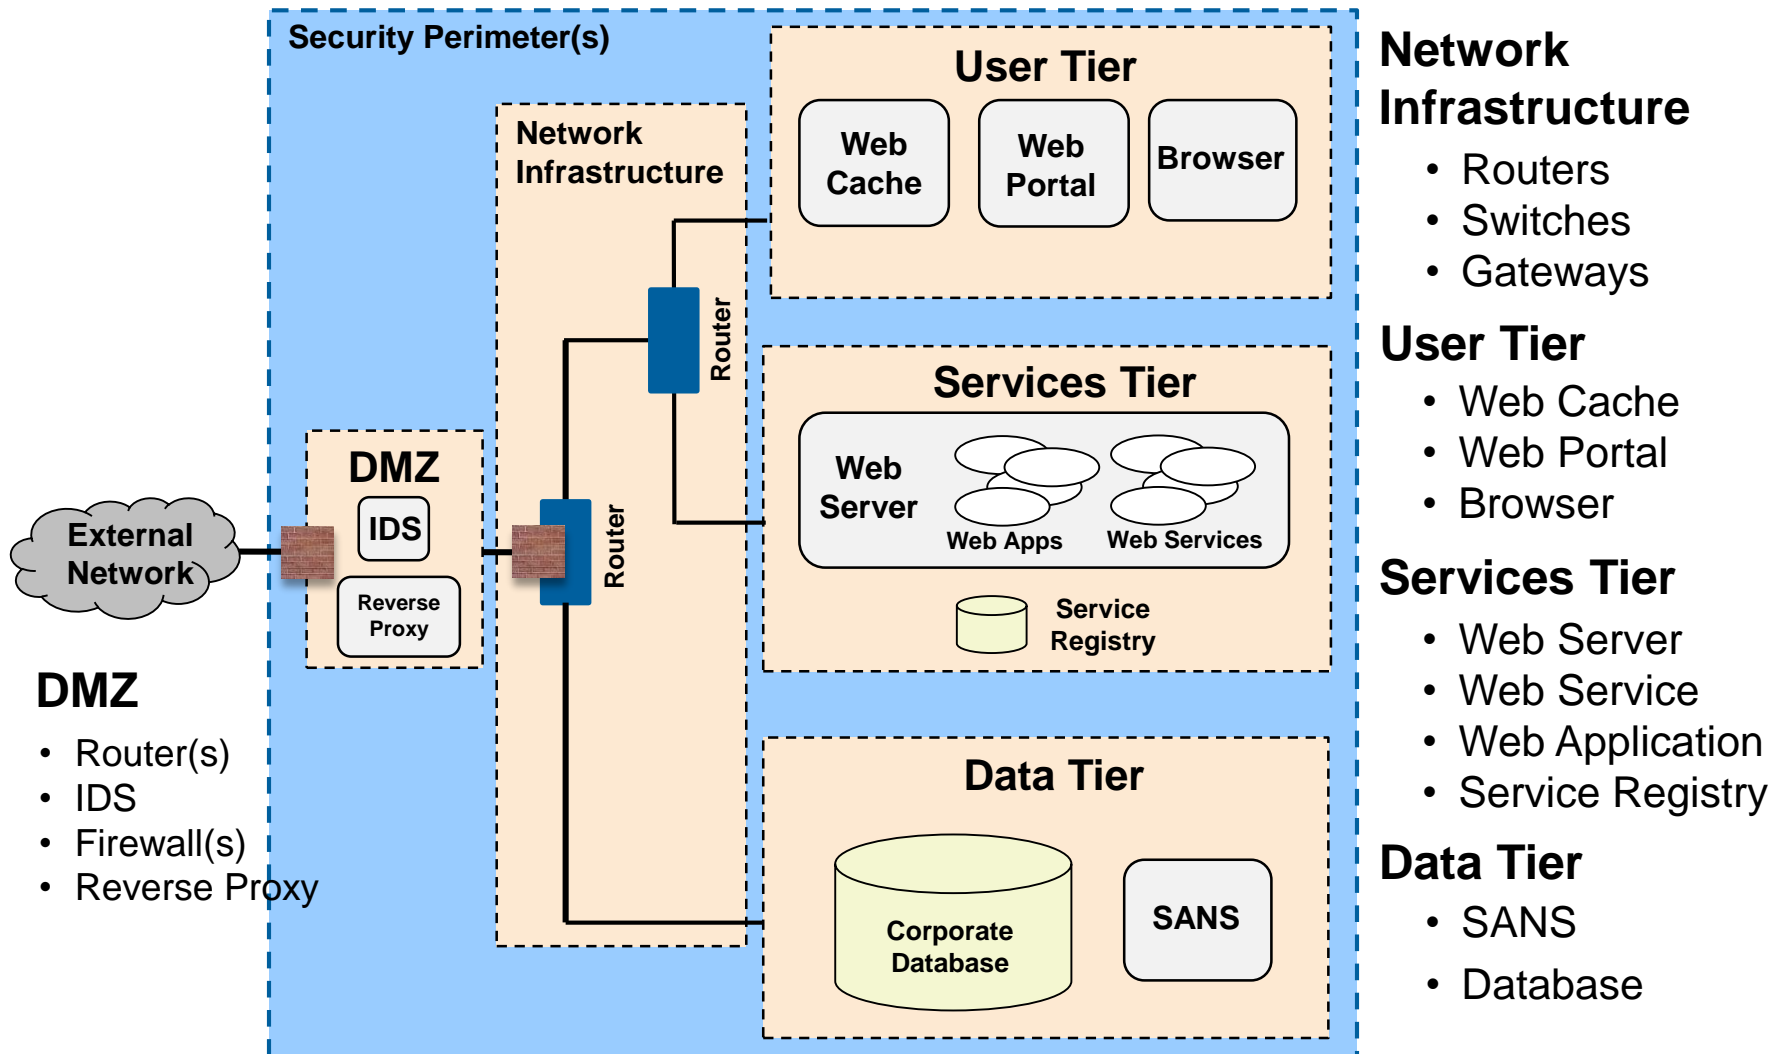 Security Perimeter(s)
User Tier
Web
Cache
Web
Portal
Browser
Network
Infrastructure
Router
Services Tier
Web
Server
Web Apps
Web Services
Service
Registry
DMZ
IDS
Reverse
Proxy
Router
External
Network
Data Tier
Corporate
Database
SANS
DMZ
• Router(s)
• IDS
• Firewall(s)
• Reverse Proxy
Network
Infrastructure
• Routers
• Switches
• Gateways
User Tier
• Web Cache
• Web Portal
• Browser
Services Tier
• Web Server
• Web Service
• Web Application
• Service Registry
Data Tier
• SANS
• Database